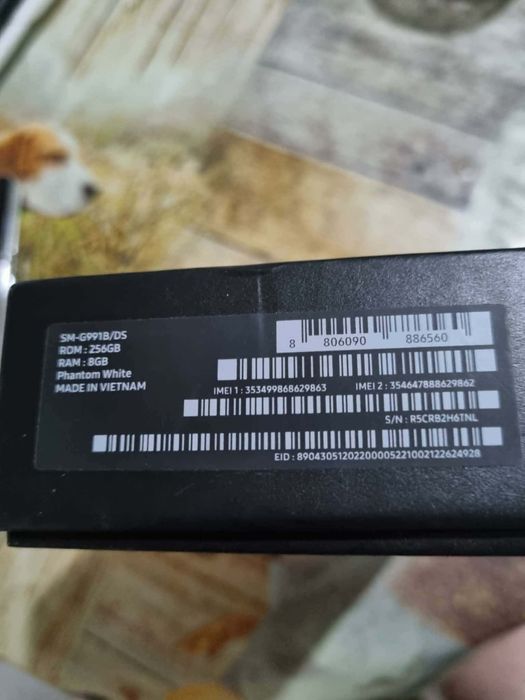 SM-G991B/DS
ROM : 256GB
RAM : 8GB
Phantom White
MADE IN VIETNAM
8 806090 886560
IMEI 1 : 353499868629863 IMEI 2 : 354647888629862
S/N : R5CRB2H6TNL
EID : 89043051202200005221002122624928